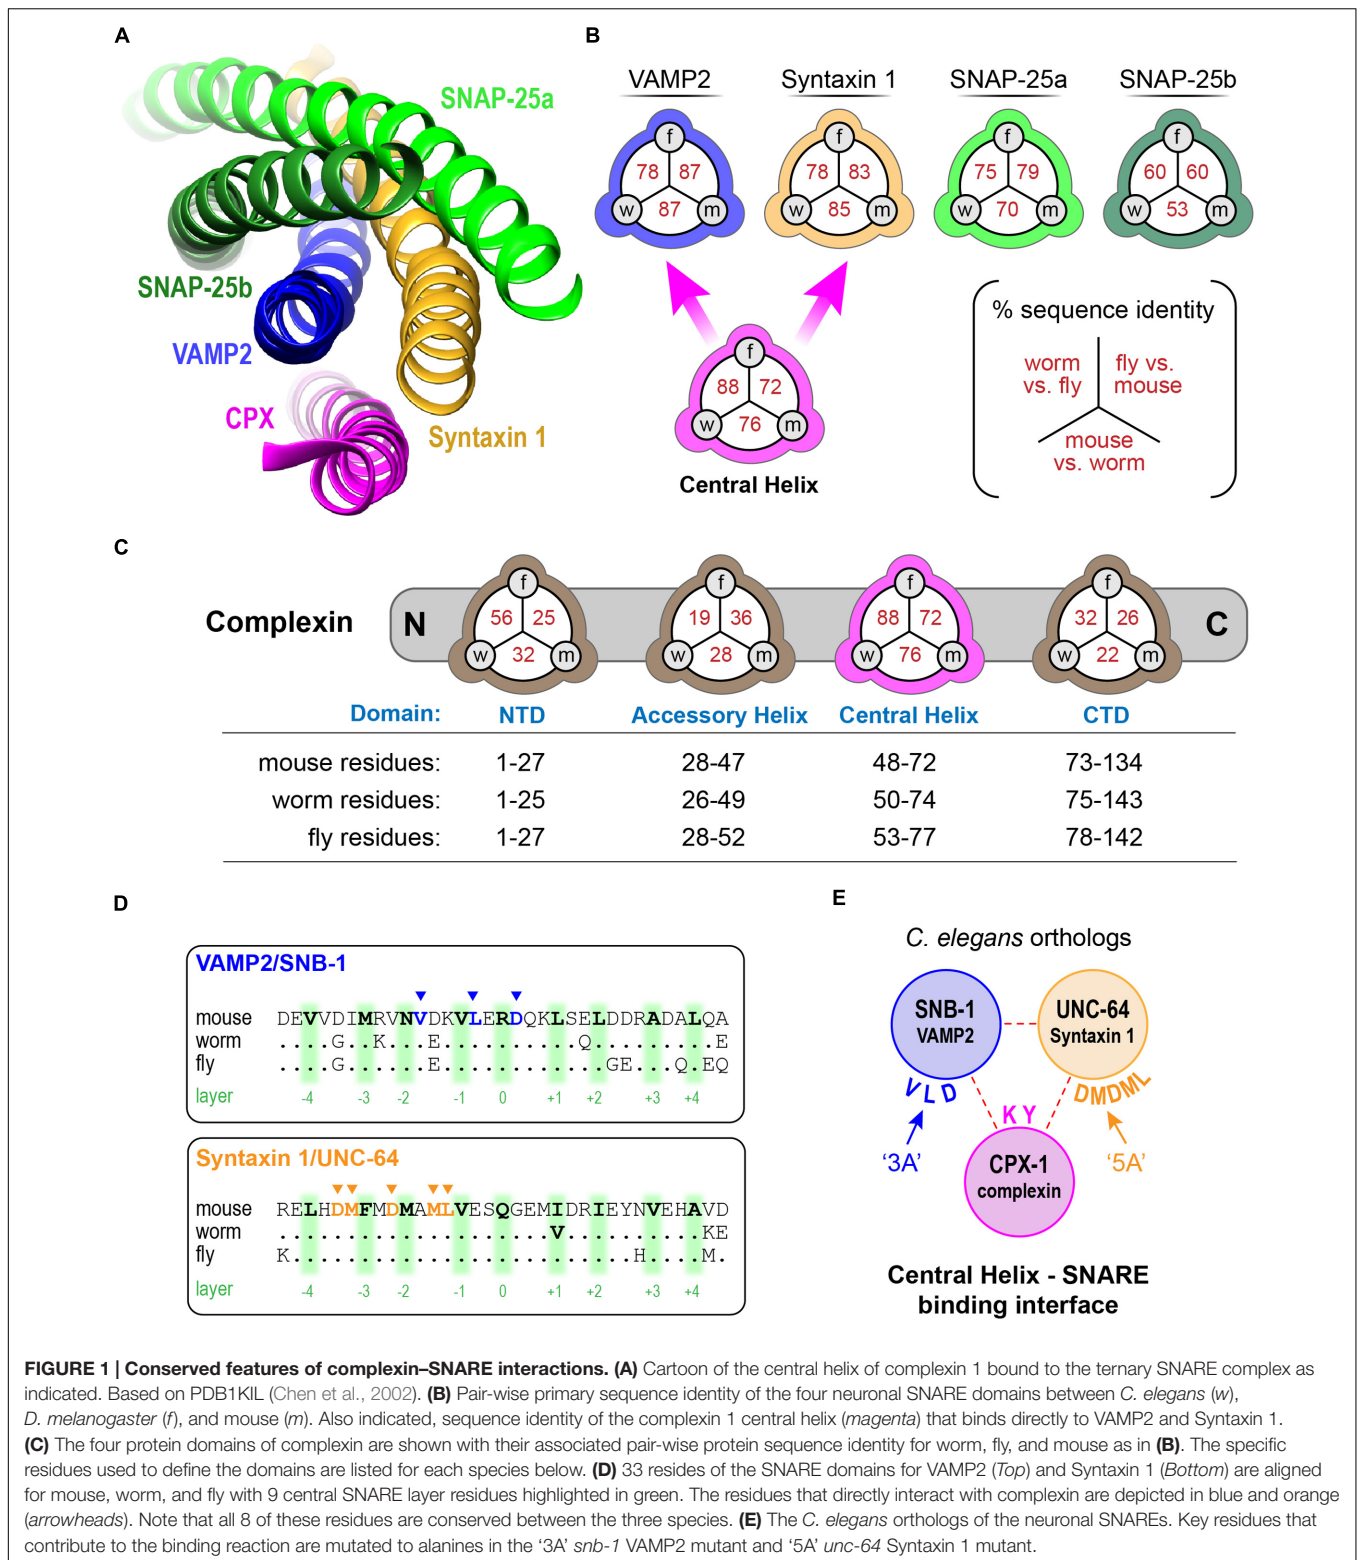 A
SNAP-25a
SNAP-25b
VAMP2
CPX
Syntaxin 1
B
VAMP2 Syntaxin 1 SNAP-25a SNAP-25b
f f f f
78 87 78 83 75 79 60 60
w 87 m w 85 m w 70 m w 53 m
f
88 72
w 76 m
Central Helix
% sequence identity
worm vs. fly
fly vs. mouse
mouse vs. worm
C
Complexin N C
f f f f
56 25 19 36 88 72 32 26
w 32 m w 28 m w 76 m w 22 m
Domain: NTD Accessory Helix Central Helix CTD
mouse residues: 1-27 28-47 48-72 73-134
worm residues: 1-25 26-49 50-74 75-143
fly residues: 1-27 28-52 53-77 78-142
D
VAMP2/SNB-1
mouse DEVVDIMRVNVDKVLERDQKLSELDDRADALQA
worm ....G..K...E..........Q.........E
fly ....G......E............GE...Q.EQ
layer -4 -3 -2 -1 0 +1 +2 +3 +4
Syntaxin 1/UNC-64
mouse RELHDMFMDMAMLVESQGEMIDRIEYNVEHAVD
worm ....................V..........KE
fly K.........................H....M.
layer -4 -3 -2 -1 0 +1 +2 +3 +4
E
C. elegans orthologs
SNB-1
VAMP2
UNC-64
Syntaxin 1
VLD
DMDML
KY
‘3A’
‘5A’
CPX-1
complexin
Central Helix - SNARE
binding interface
FIGURE 1 | Conserved features of complexin–SNARE interactions. (A) Cartoon of the central helix of complexin 1 bound to the ternary SNARE complex as
indicated. Based on PDB1KIL (Chen et al., 2002). (B) Pair-wise primary sequence identity of the four neuronal SNARE domains between C. elegans (w),
D. melanogaster (f), and mouse (m). Also indicated, sequence identity of the complexin 1 central helix (magenta) that binds directly to VAMP2 and Syntaxin 1.
(C) The four protein domains of complexin are shown with their associated pair-wise protein sequence identity for worm, fly, and mouse as in (B). The specific
residues used to define the domains are listed for each species below. (D) 33 resides of the SNARE domains for VAMP2 (Top) and Syntaxin 1 (Bottom) are aligned
for mouse, worm, and fly with 9 central SNARE layer residues highlighted in green. The residues that directly interact with complexin are depicted in blue and orange
(arrowheads). Note that all 8 of these residues are conserved between the three species. (E) The C. elegans orthologs of the neuronal SNAREs. Key residues that
contribute to the binding reaction are mutated to alanines in the ‘3A’ snb-1 VAMP2 mutant and ‘5A’ unc-64 Syntaxin 1 mutant.